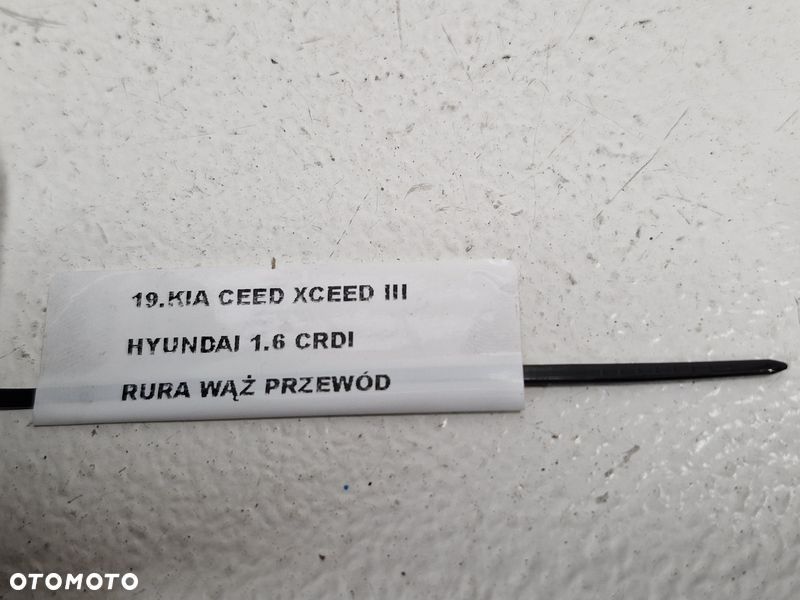 19.KIA CEED XCEED III
HYUNDAI 1.6 CRDI
RURA WĄŻ PRZEWÓD
OTOMOTO